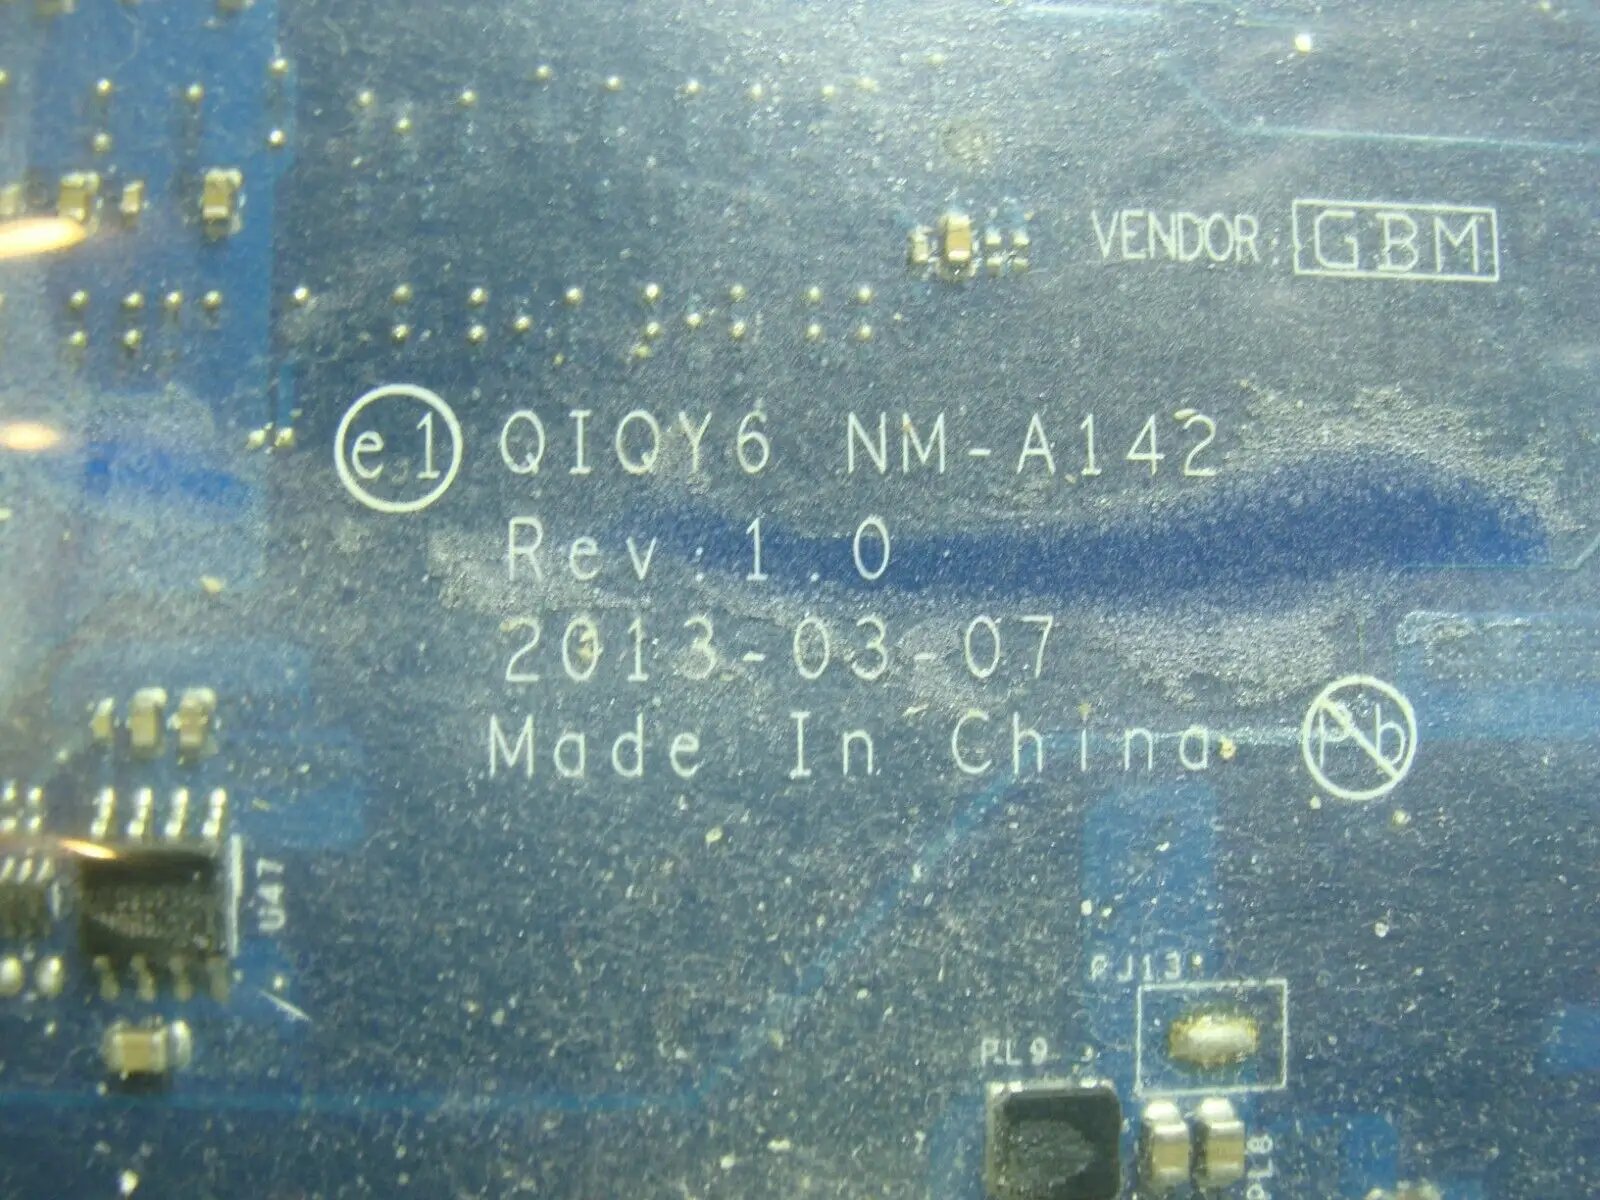 VENDOR: GBM
e1 QIQY6 NM-A142
Rev.1.0
2013-03-07
Made In China Pb
U47
PJ13
PL9
PL8